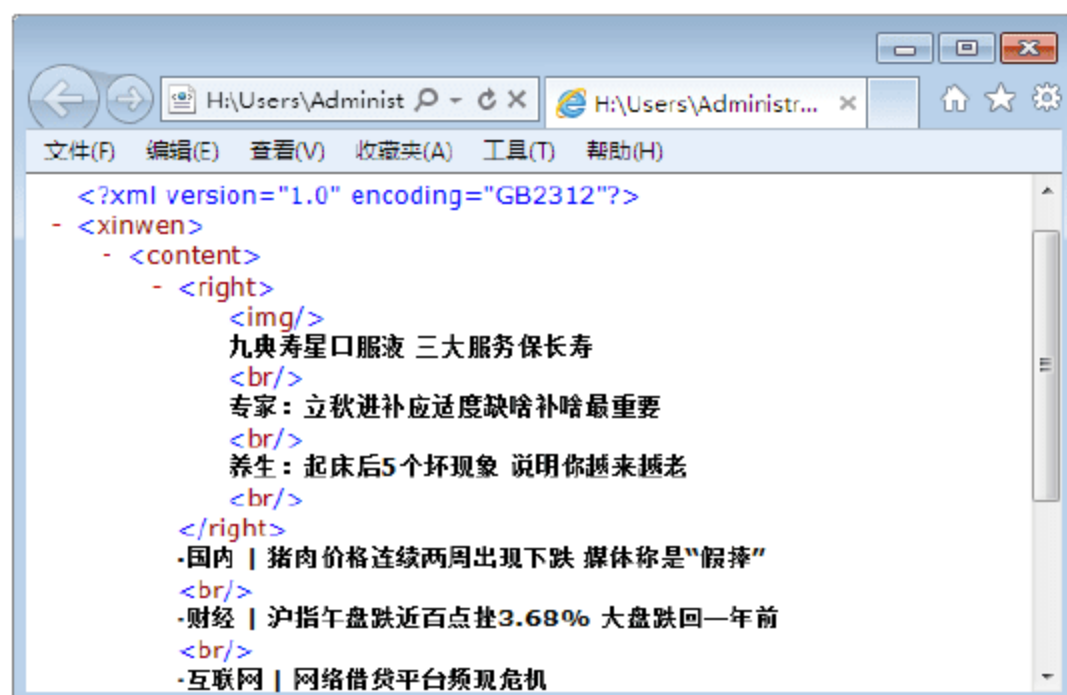 H:\Users\Administ
H:\Users\Administr...
文件(F) 编辑(E) 查看(V) 收藏夹(A) 工具(T) 帮助(H)
<?xml version="1.0" encoding="GB2312"?>
- <xinwen>
- <content>
- <right>
<img/>
九典寿星口服液 三大服务保长寿
<br/>
专家：立秋进补应适度缺啥补啥最重要
<br/>
养生：起床后5个坏现象 说明你越来越老
<br/>
</right>
·国内 | 猪肉价格连续两周出现下跌 媒体称是“假摔”
<br/>
·财经 | 沪指午盘跌近百点挫3.68% 大盘跌回一年前
<br/>
·互联网 | 网络借贷平台频现危机